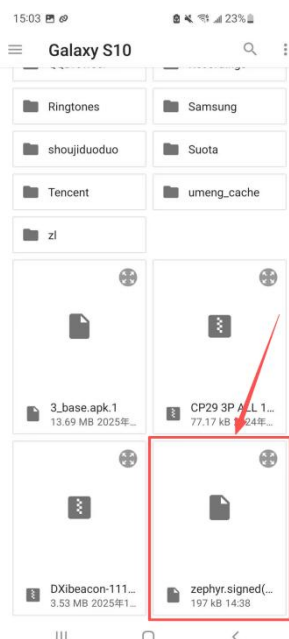 15:03
23%
Galaxy S10
Ringtones
Samsung
shoujiduoduo
Suota
Tencent
umeng_cache
zl
3_base.apk.1
13.69 MB 2025年...
CP29 3P ALL 1...
77.17 kB 2024年...
DXibeacon-111...
3.53 MB 2025年1...
zephyr.signed(...
197 kB 14:38